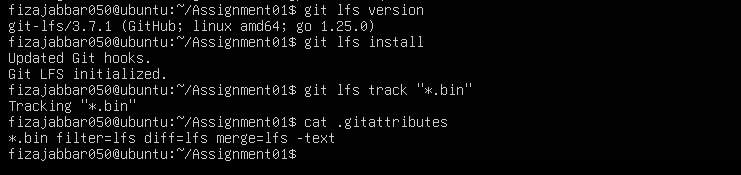 fizajabbar050@ubuntu:~/Assignment01$ git lfs version
git-lfs/3.7.1 (GitHub; linux amd64; go 1.25.0)
fizajabbar050@ubuntu:~/Assignment01$ git lfs install
Updated Git hooks.
Git LFS initialized.
fizajabbar050@ubuntu:~/Assignment01$ git lfs track "*.bin"
Tracking "*.bin"
fizajabbar050@ubuntu:~/Assignment01$ cat .gitattributes
*.bin filter=lfs diff=lfs merge=lfs -text
fizajabbar050@ubuntu:~/Assignment01$